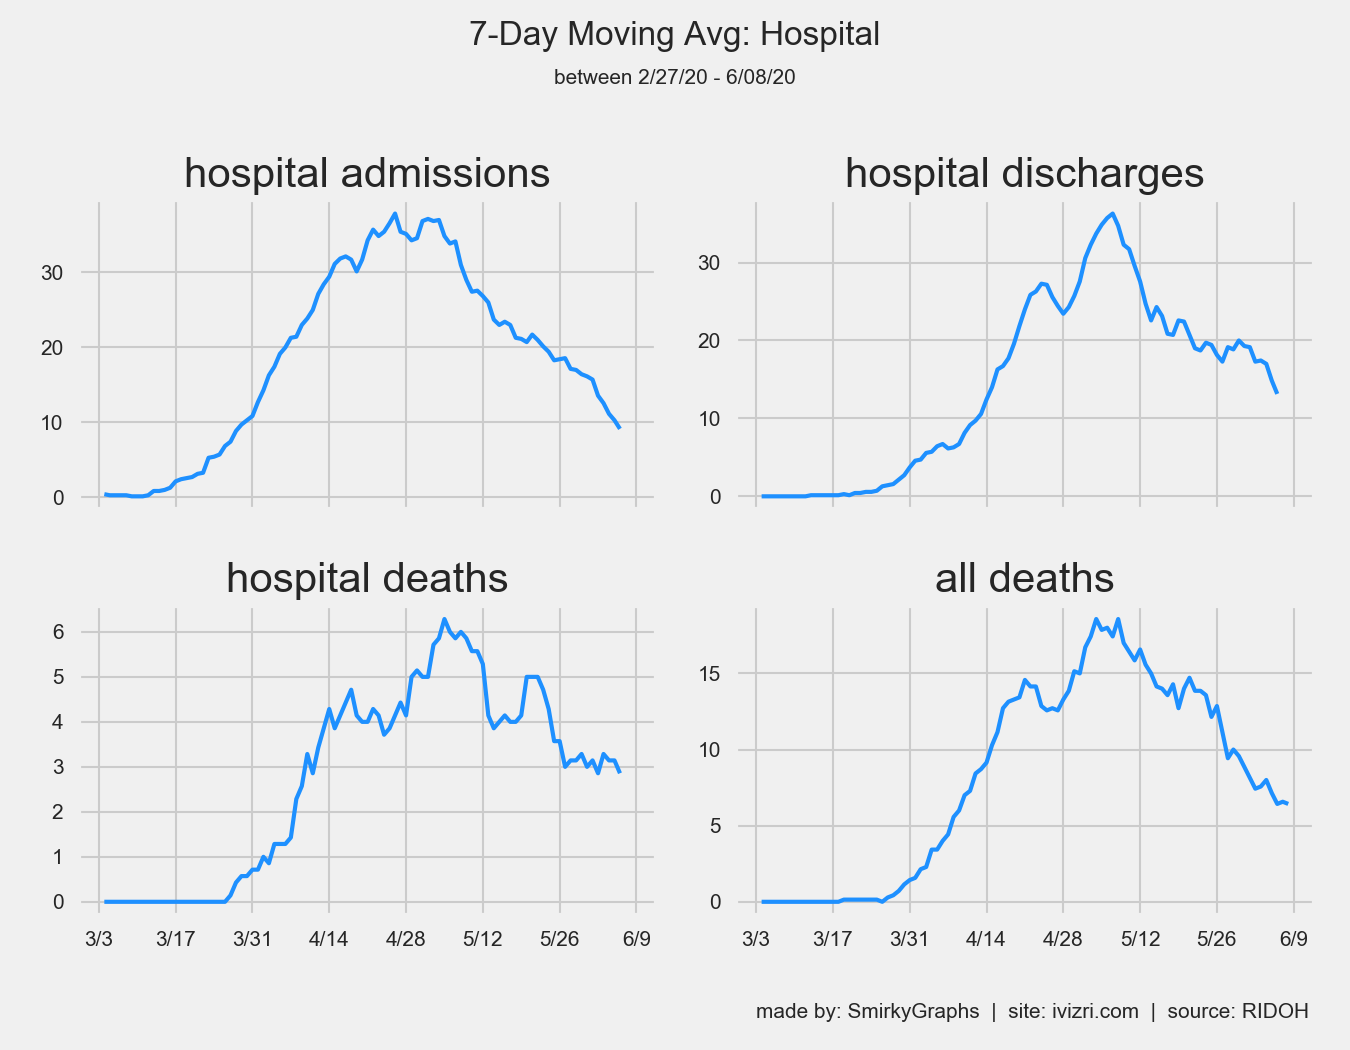 7-Day Moving Avg: Hospital
between 2/27/20 - 6/08/20
hospital admissions
30
20
10
0
hospital discharges
30
20
10
0
hospital deaths
6
5
4
3
2
1
0
3/3 3/17 3/31 4/14 4/28 5/12 5/26 6/9
all deaths
15
10
5
0
3/3 3/17 3/31 4/14 4/28 5/12 5/26 6/9
made by: SmirkyGraphs | site: ivizri.com | source: RIDOH